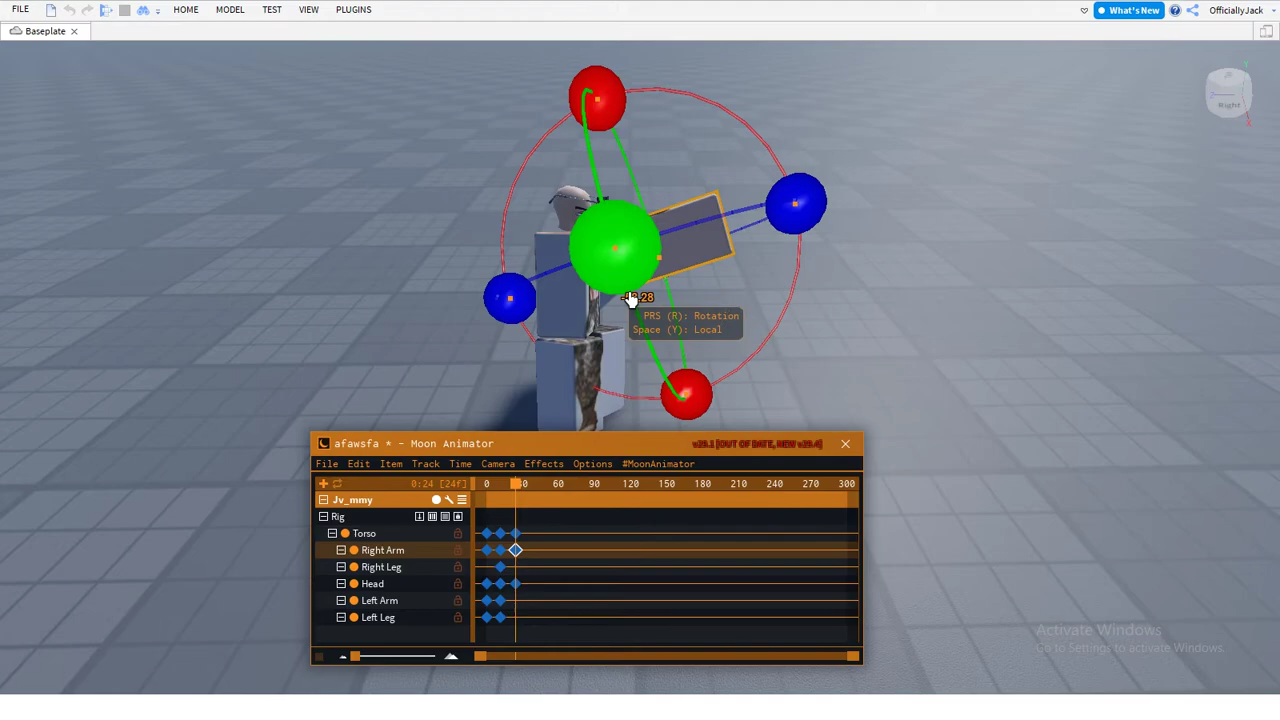 FILE HOME MODEL TEST VIEW PLUGINS What's New OfficiallyJack
Baseplate
Right
PRS (R): Rotation
Space (Y): Local
afawsfa * - Moon Animator
File Edit Item Track Time Camera Effects Options #MoonAnimator
0:24 [24f] 0 60 90 120 150 180 210 240 270 300
Jv_mmy
Rig
Torso
Right Arm
Right Leg
Head
Left Arm
Left Leg
Activate Windows
Go to Settings to activate Windows.